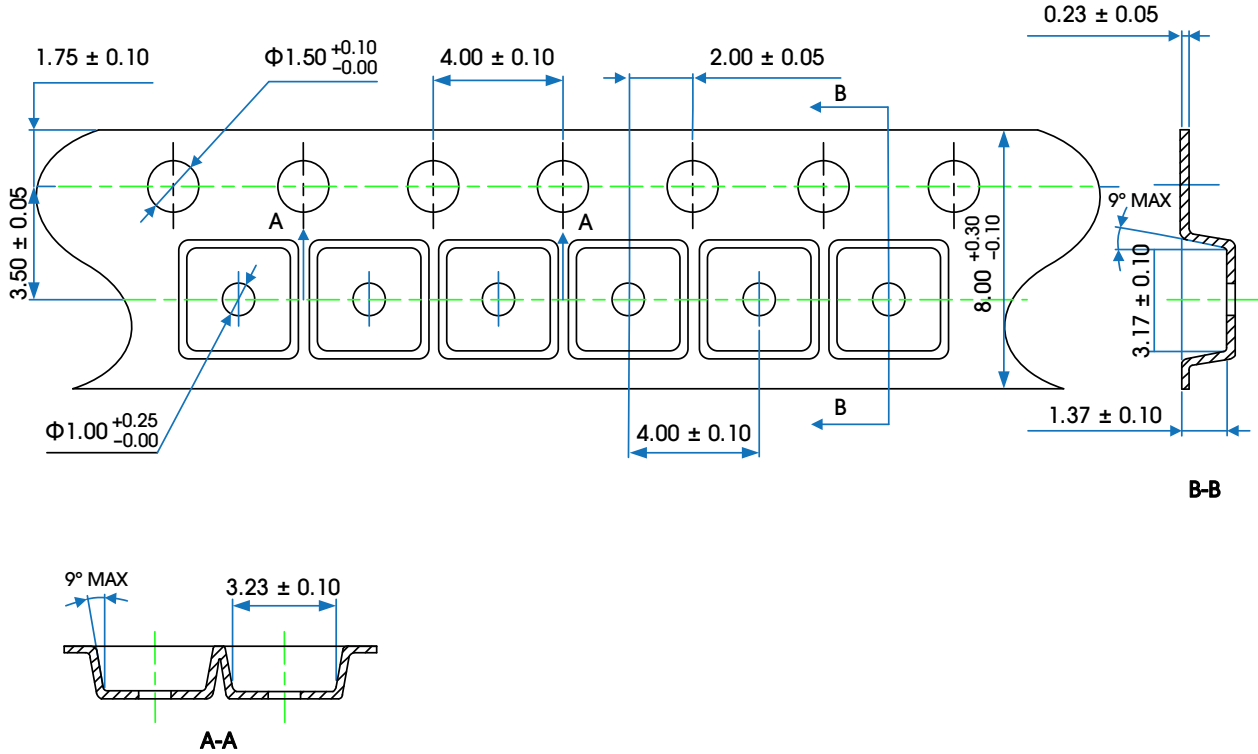 0.23 ± 0.05
1.75 ± 0.10
Φ1.50 +0.10 −0.00
4.00 ± 0.10
2.00 ± 0.05
B
A
A
9° MAX
3.50 ± 0.05
8.00 +0.30 −0.10
3.17 ± 0.10
Φ1.00 +0.25 −0.00
B
4.00 ± 0.10
1.37 ± 0.10
B-B
9° MAX
3.23 ± 0.10
A-A